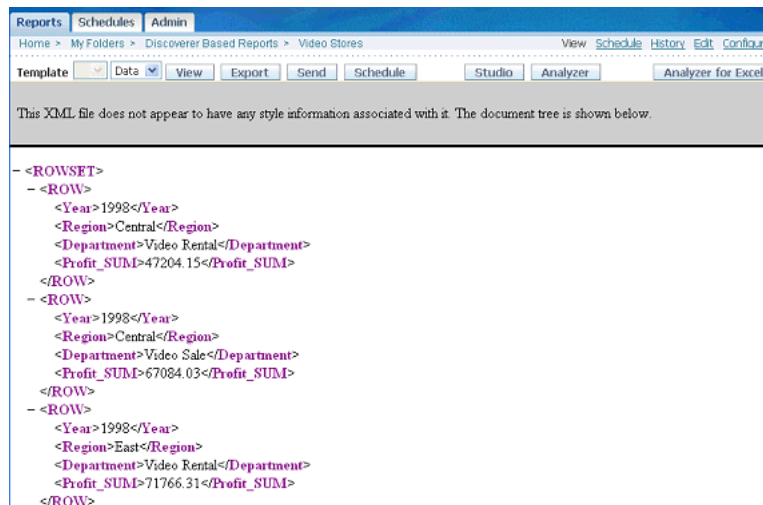 Reports Schedules Admin
Home > My Folders > Discoverer Based Reports > Video Stores View Schedule History Edit Configur
Template Data View Export Send Schedule Studio Analyzer Analyzer for Excel
This XML file does not appear to have any style information associated with it. The document tree is shown below.
- <ROWSET>
- <ROW>
<Year>1998</Year>
<Region>Central</Region>
<Department>Video Rental</Department>
<Profit_SUM>47204.15</Profit_SUM>
</ROW>
- <ROW>
<Year>1998</Year>
<Region>Central</Region>
<Department>Video Sale</Department>
<Profit_SUM>67084.03</Profit_SUM>
</ROW>
- <ROW>
<Year>1998</Year>
<Region>East</Region>
<Department>Video Rental</Department>
<Profit_SUM>71766.31</Profit_SUM>
</ROW>